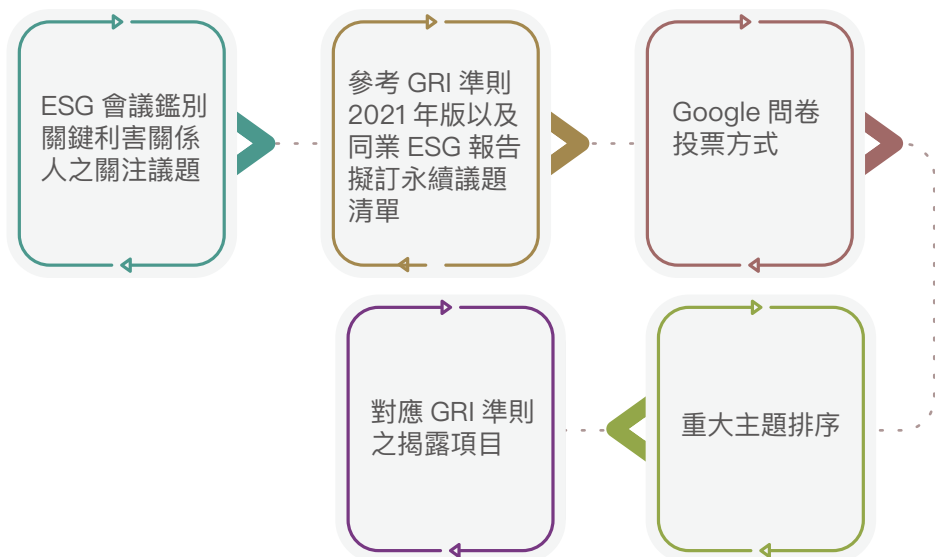 ESG 會議鑑別
關鍵利害關係
人之關注議題
參考 GRI 準則
2021 年版以及
同業 ESG 報告
擬訂永續議題
清單
Google 問卷
投票方式
重大主題排序
對應 GRI 準則
之揭露項目